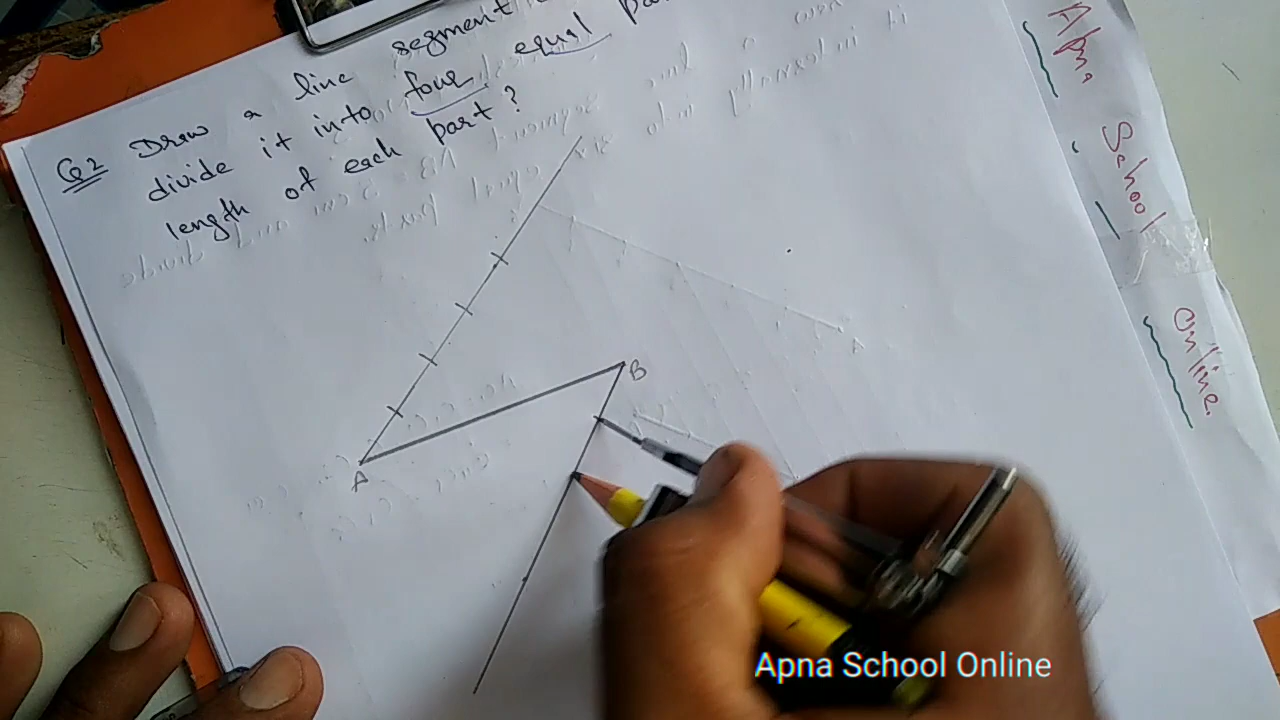 Q2 Draw a line segment
divide it into four equal
length of each part?
A
B
Apna School Online
Apna School Online